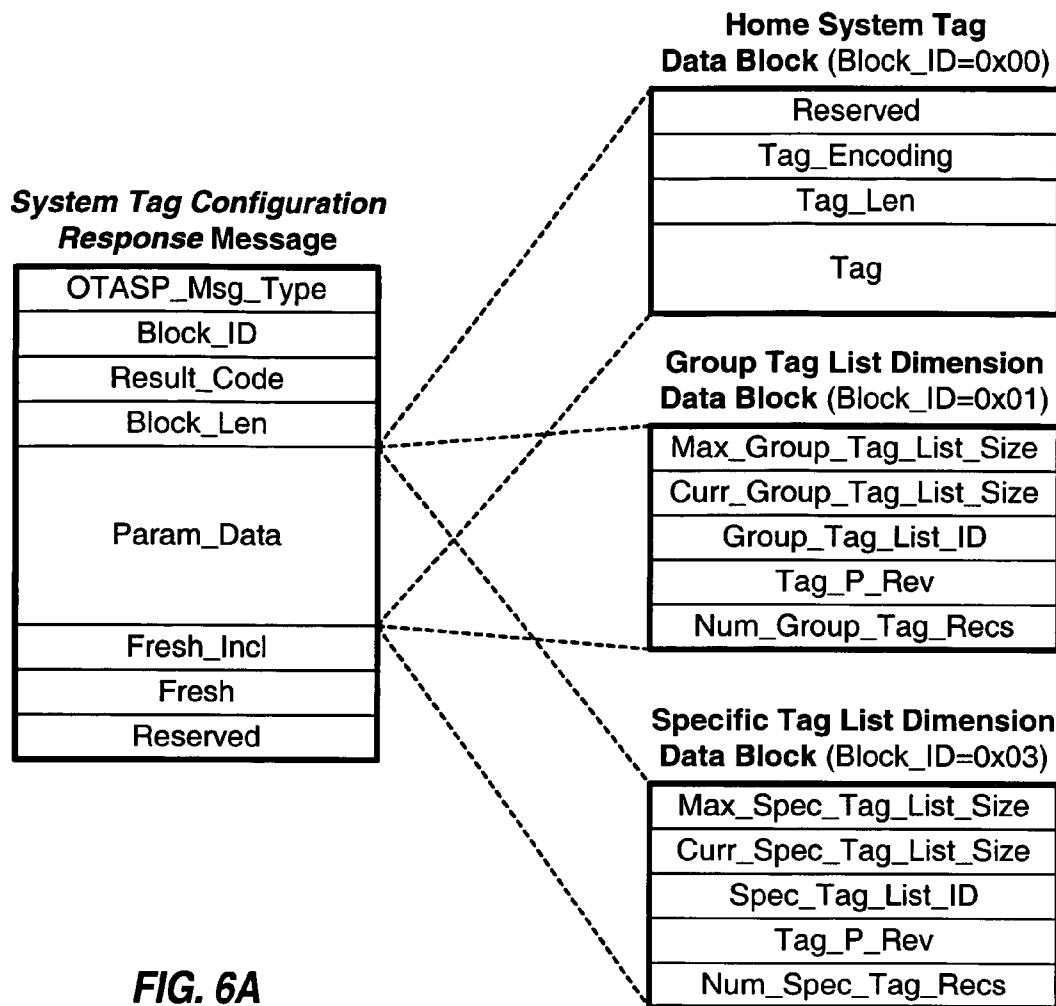 System Tag Configuration
Response Message
OTASP_Msg_Type
Block_ID
Result_Code
Block_Len
Param_Data
Fresh_Incl
Fresh
Reserved
Home System Tag
Data Block (Block_ID=0x00)
Reserved
Tag_Encoding
Tag_Len
Tag
Group Tag List Dimension
Data Block (Block_ID=0x01)
Max_Group_Tag_List_Size
Curr_Group_Tag_List_Size
Group_Tag_List_ID
Tag_P_Rev
Num_Group_Tag_Recs
Specific Tag List Dimension
Data Block (Block_ID=0x03)
Max_Spec_Tag_List_Size
Curr_Spec_Tag_List_Size
Spec_Tag_List_ID
Tag_P_Rev
Num_Spec_Tag_Recs
FIG. 6A